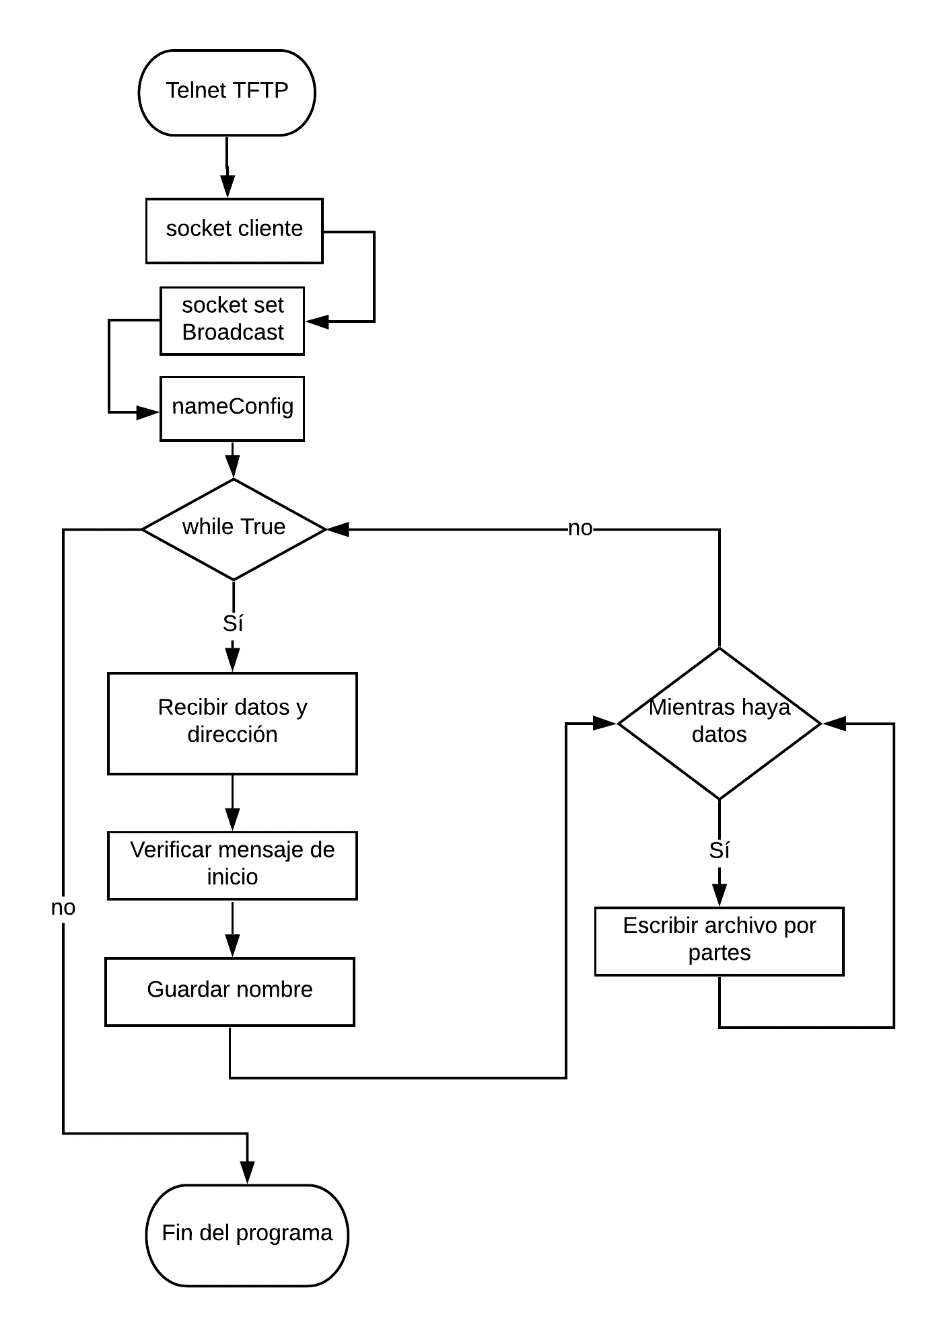 Telnet TFTP
socket cliente
socket set
Broadcast
nameConfig
while True
no
Sí
Recibir datos y
dirección
Mientras haya
datos
Verificar mensaje de
inicio
Sí
no
Escribir archivo por
partes
Guardar nombre
Fin del programa